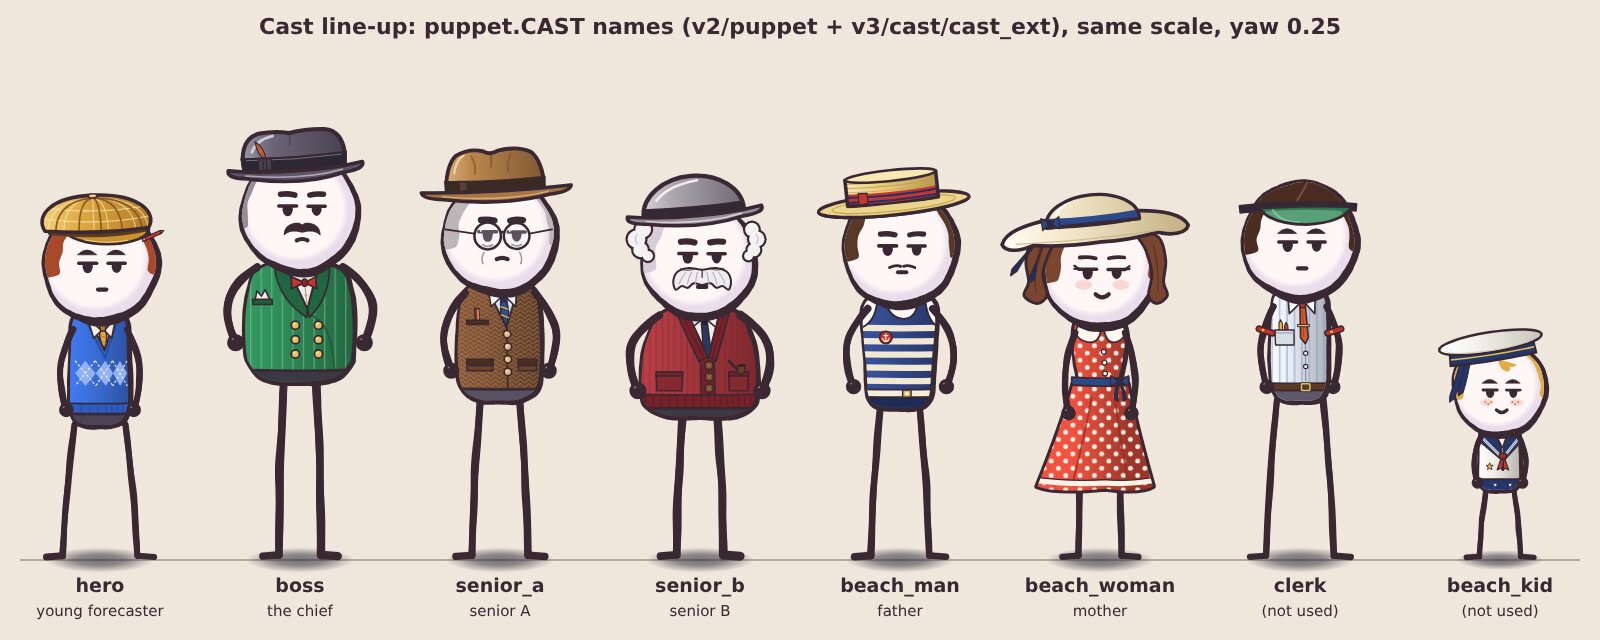 Cast line-up: puppet.CAST names (v2/puppet + v3/cast/cast_ext), same scale, yaw 0.25
hero boss senior_a senior_b beach_man beach_woman clerk beach_kid
young forecaster the chief senior A senior B father mother (not used) (not used)